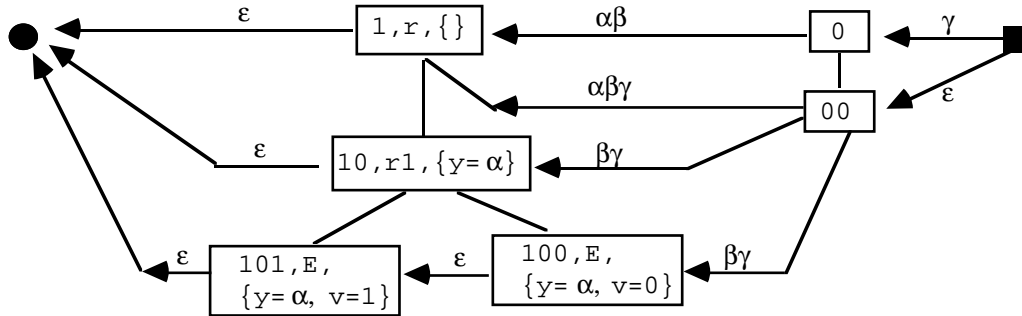 ε
1,r,{}
αβ
0
γ
αβγ
00
ε
ε
10,r1,{y=α}
βγ
ε
101,E,
{y=α, v=1}
ε
100,E,
{y=α, v=0}
βγ